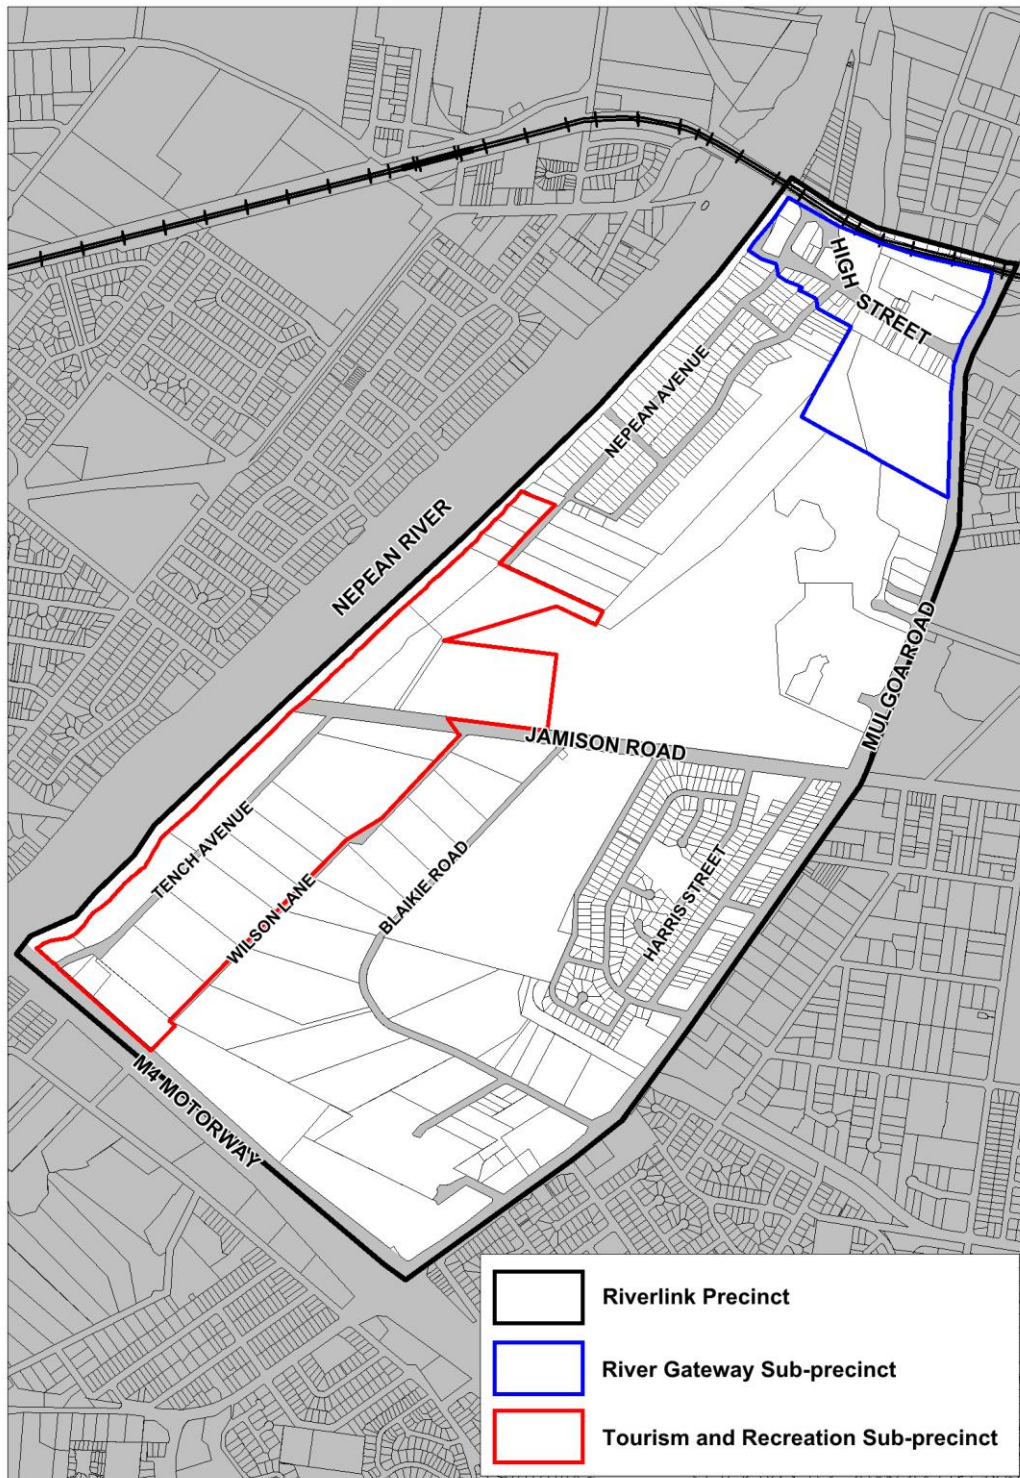 HIGH
STREET
NEPEAN AVENUE
NEPEAN RIVER
MULGOA ROAD
JAMISON ROAD
TENCH AVENUE
WILSON LANE
BLAIKIE ROAD
HARRIS STREET
M4 MOTORWAY
Riverlink Precinct
River Gateway Sub-precinct
Tourism and Recreation Sub-precinct